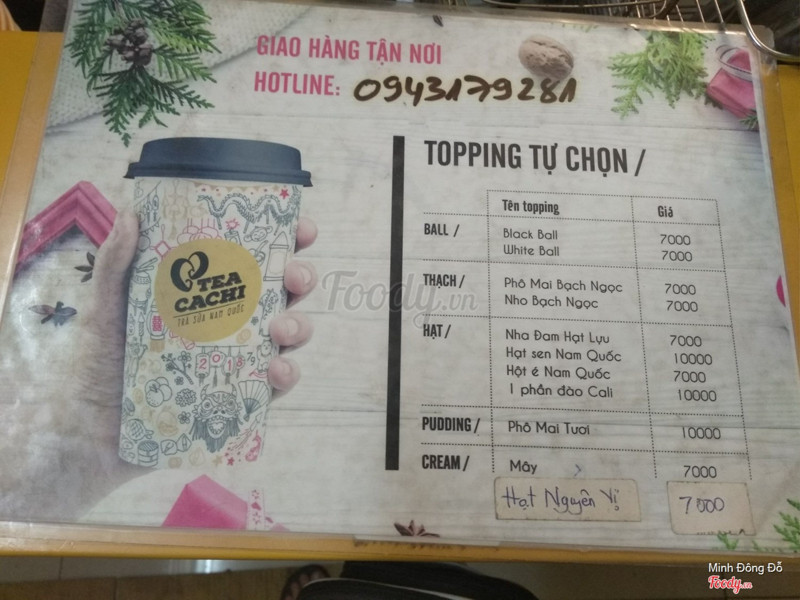 GIAO HÀNG TẬN NƠI
HOTLINE: 0943179281
TEA
CACHI
TRÀ SỮA NAM QUỐC
2018
TOPPING TỰ CHỌN /
Tên topping Giá
BALL / Black Ball 7000
White Ball 7000
THẠCH / Phô Mai Bạch Ngọc 7000
Nho Bạch Ngọc 7000
HẠT / Nha Đam Hạt Lựu 7000
Hạt sen Nam Quốc 10000
Hột é Nam Quốc 7000
1 phần đào Cali 10000
PUDDING / Phô Mai Tươi 10000
CREAM / Mây 7000
Hạt Nguyên Vị 7000
Foody.vn
Minh Đông Đỗ
Foody.vn